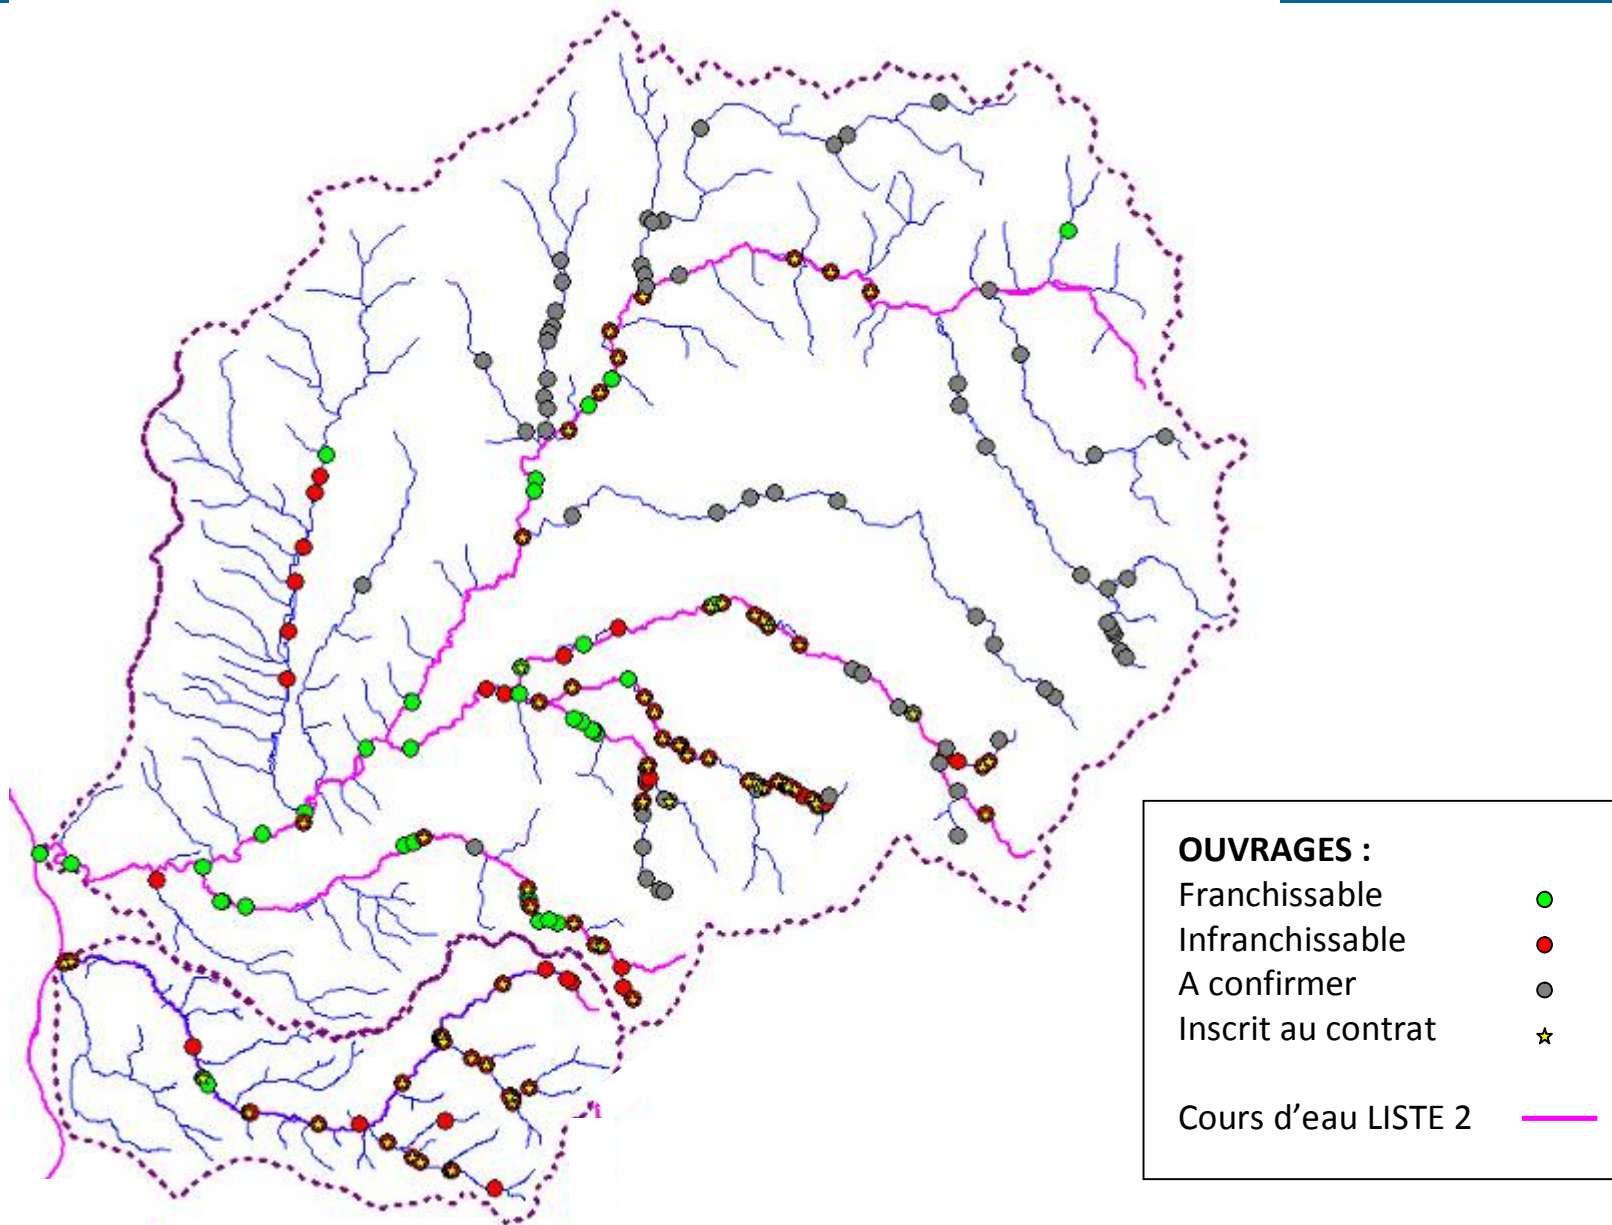 OUVRAGES :
Franchissable
Infranchissable
A confirmer
Inscrit au contrat
Cours d'eau LISTE 2